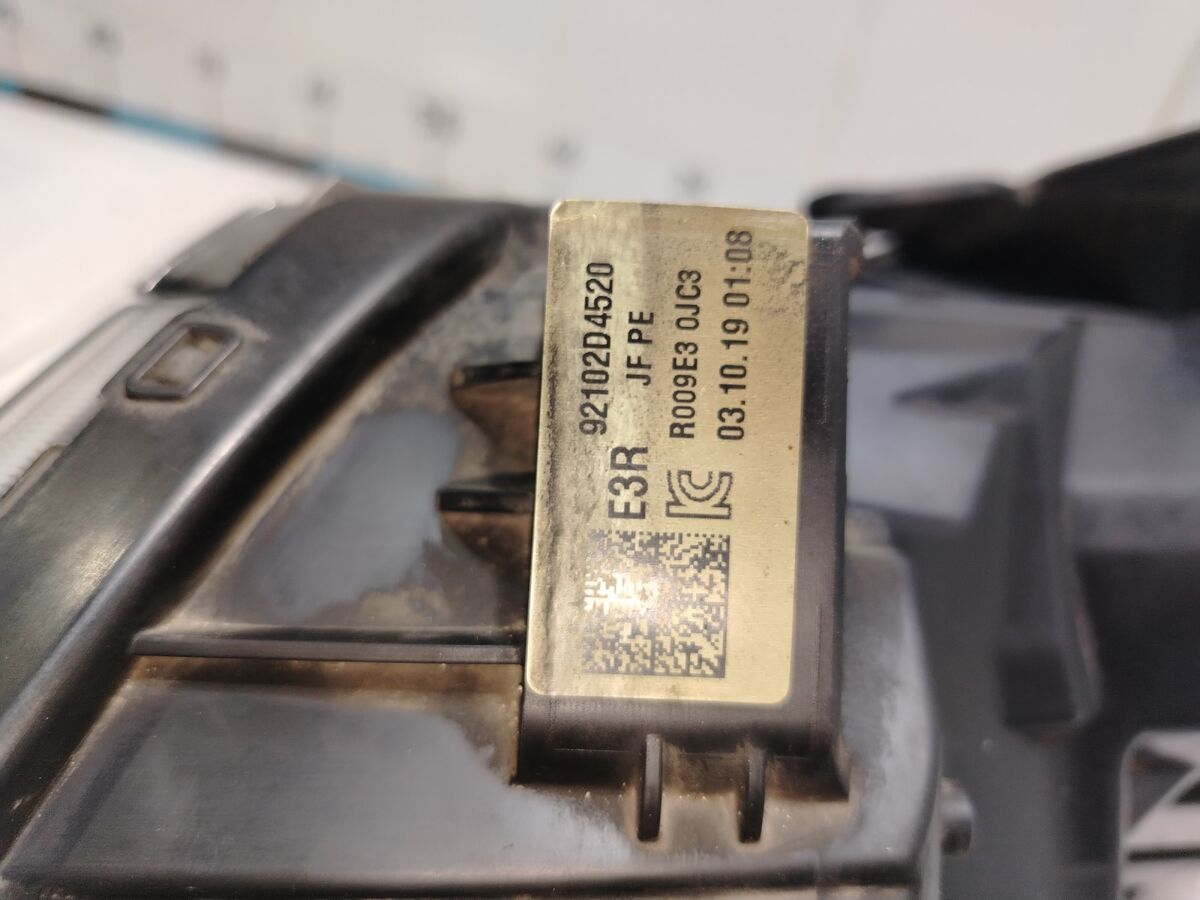 92102D4520
E3R JF PE
R009E3 0JC3
03.10.19 01:08